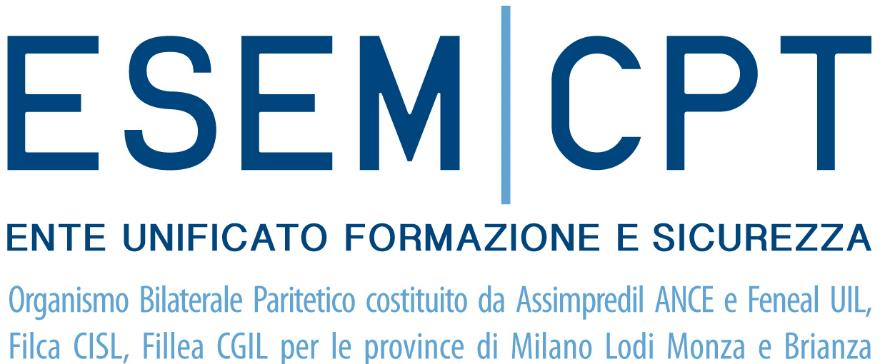 ESEM|CPT
ENTE UNIFICATO FORMAZIONE E SICUREZZA
Organismo Bilaterale Paritetico costituito da Assimpredil ANCE e Feneal UIL,
Filca CISL, Fillea CGIL per le province di Milano Lodi Monza e Brianza